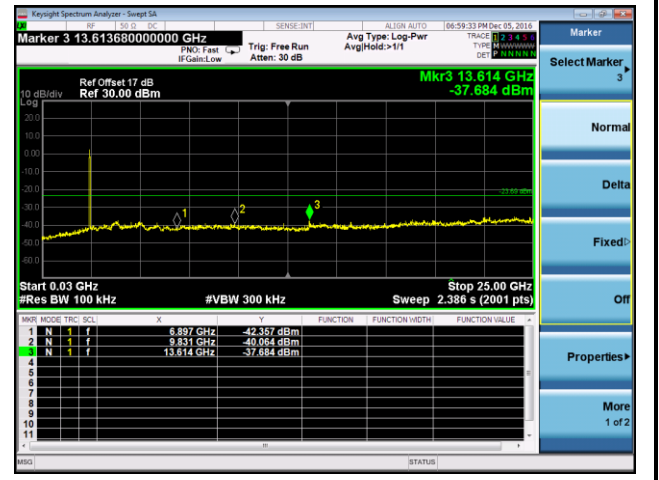 Keysight Spectrum Analyzer - Swept SA
RF 50 Ω DC SENSE:INT ALIGN AUTO 06:59:33 PM Dec 05, 2016
Marker 3 13.613680000000 GHz
PNO: Fast
IFGain:Low
Trig: Free Run
Atten: 30 dB
Avg Type: Log-Pwr
Avg|Hold:>1/1
TRACE 1 2 3 4 5 6
TYPE MWWWWW
DET P N N N N N
Ref Offset 17 dB
10 dB/div Ref 30.00 dBm
Log
Mkr3 13.614 GHz
-37.684 dBm
20.0
10.0
0.00
-10.0
-20.0
-30.0
-40.0
-50.0
-60.0
-23.69 dBm
1
2
3
Start 0.03 GHz Stop 25.00 GHz
#Res BW 100 kHz #VBW 300 kHz Sweep 2.386 s (2001 pts)
MKR MODE TRC SCL X Y FUNCTION FUNCTION WIDTH FUNCTION VALUE
1 N 1 f 6.897 GHz -42.357 dBm
2 N 1 f 9.831 GHz -40.064 dBm
3 N 1 f 13.614 GHz -37.684 dBm
4
5
6
7
8
9
10
11
MSG STATUS
Marker
Select Marker
3
Normal
Delta
Fixed
Off
Properties
More
1 of 2